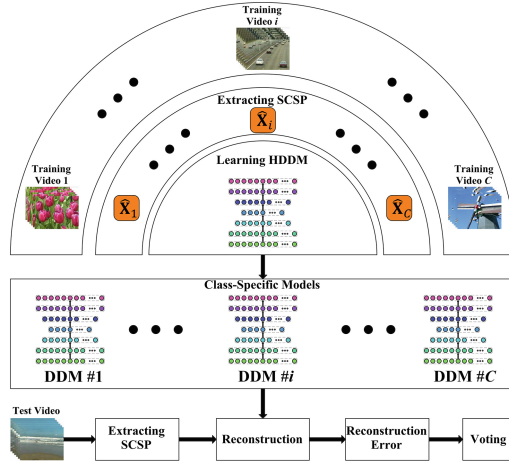 Training
Video i
Extracting SCSP
X̂ᵢ
Learning HDDM
Training
Video 1
X̂₁
Training
Video C
X̂_C
Class-Specific Models
DDM #1
DDM #i
DDM #C
Test Video
Extracting
SCSP
Reconstruction
Reconstruction
Error
Voting